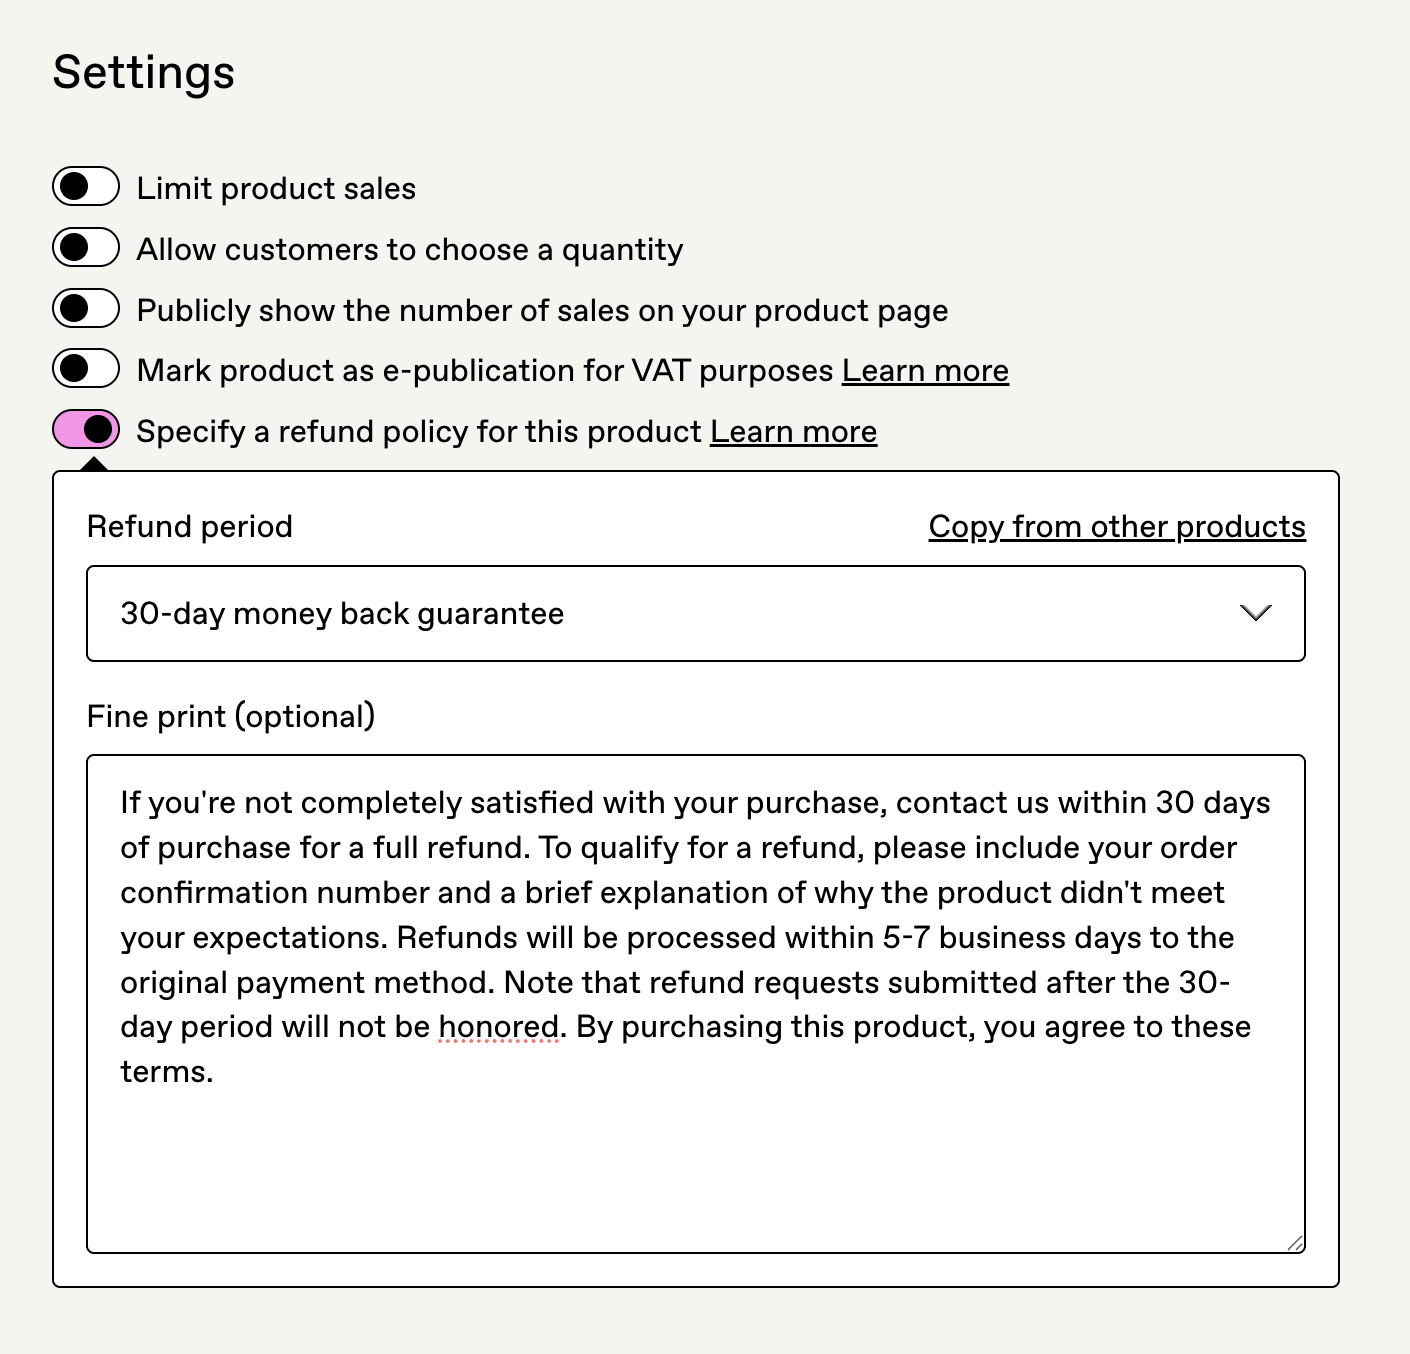 Settings
Limit product sales
Allow customers to choose a quantity
Publicly show the number of sales on your product page
Mark product as e-publication for VAT purposes Learn more
Specify a refund policy for this product Learn more
Refund period
Copy from other products
30-day money back guarantee
Fine print (optional)
If you're not completely satisfied with your purchase, contact us within 30 days
of purchase for a full refund. To qualify for a refund, please include your order
confirmation number and a brief explanation of why the product didn't meet
your expectations. Refunds will be processed within 5-7 business days to the
original payment method. Note that refund requests submitted after the 30-
day period will not be honored. By purchasing this product, you agree to these
terms.